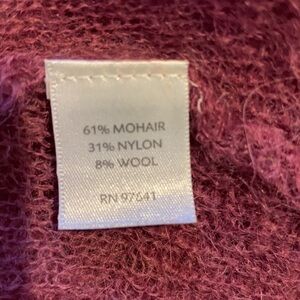 61% MOHAIR
31% NYLON
8% WOOL
RN 97641